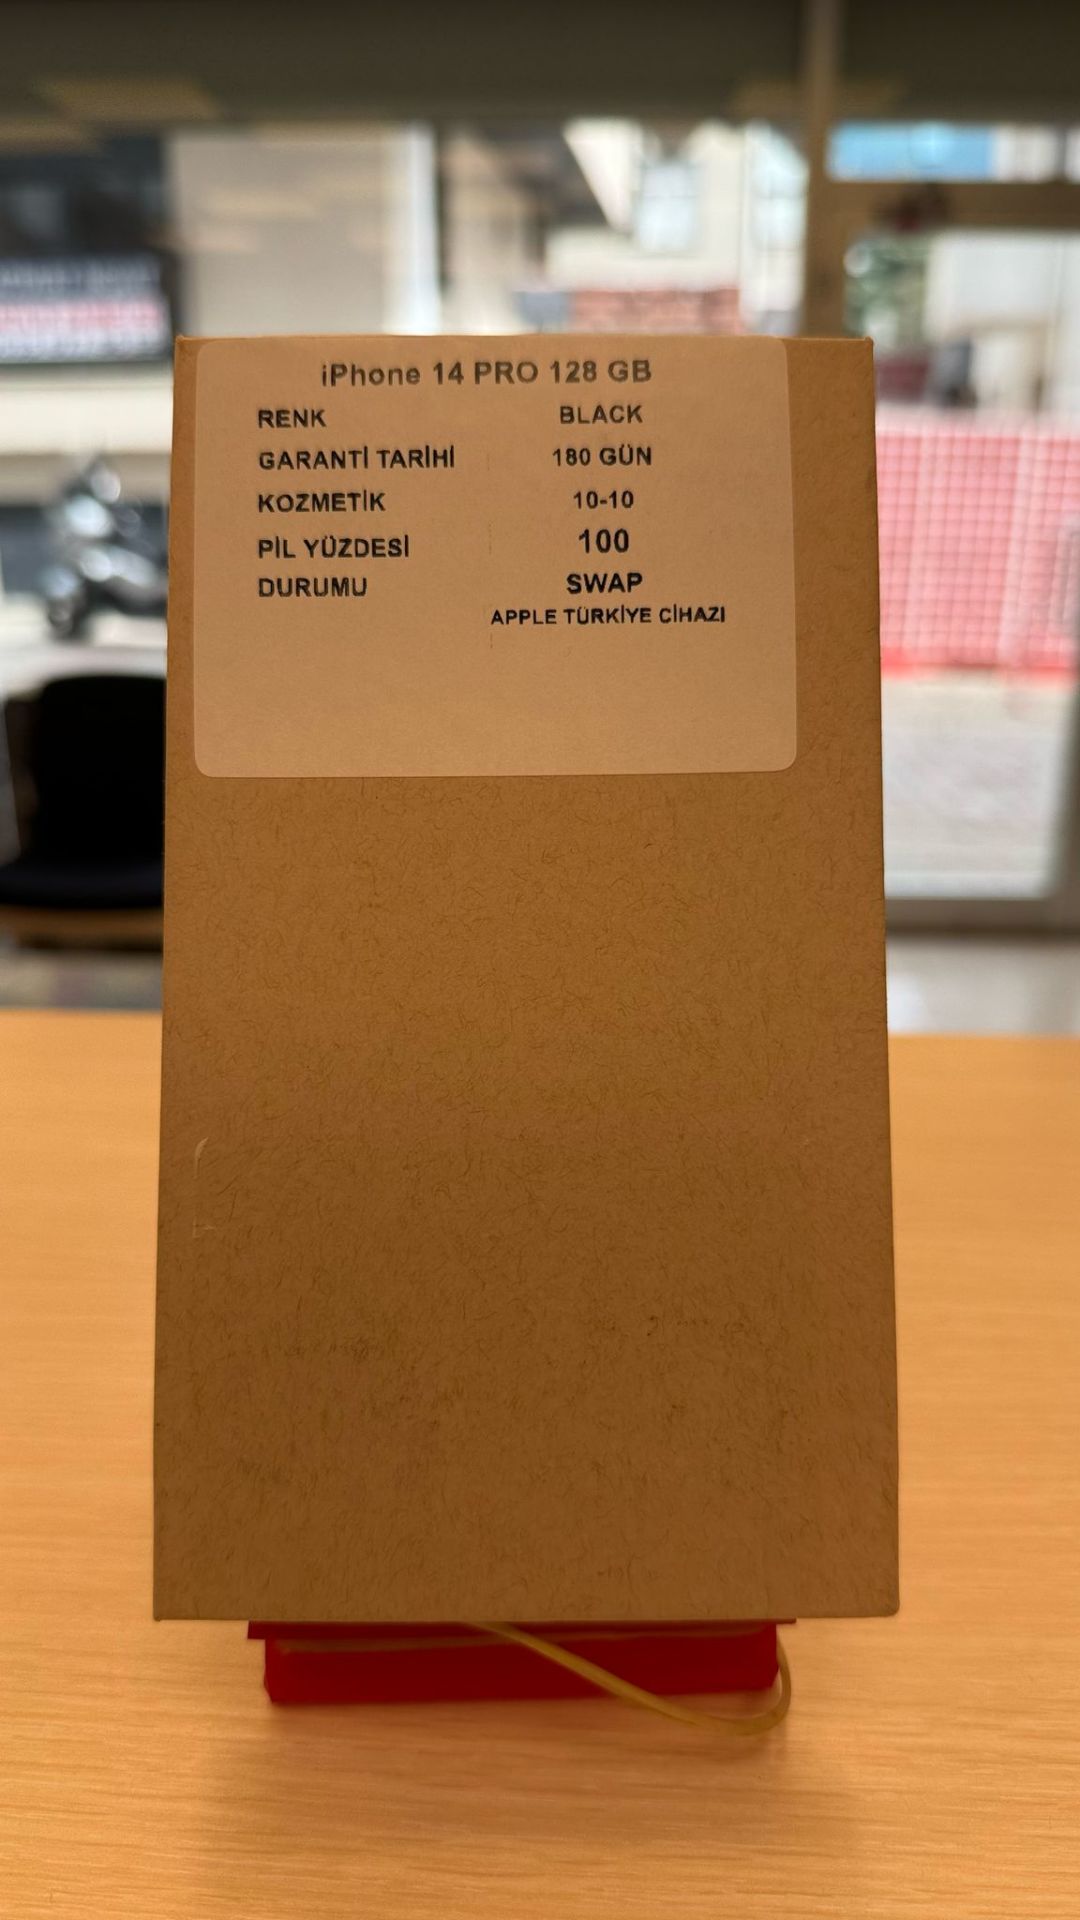 iPhone 14 PRO 128 GB
RENK BLACK
GARANTİ TARİHİ 180 GÜN
KOZMETİK 10-10
PİL YÜZDESİ 100
DURUMU SWAP
APPLE TÜRKİYE CİHAZI